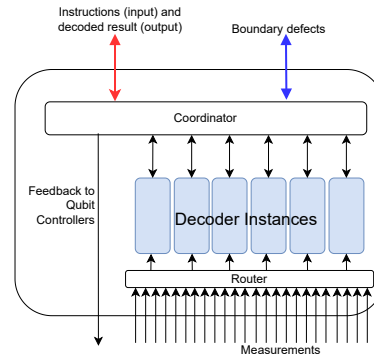 Instructions (input) and
decoded result (output)
Boundary defects
Coordinator
Feedback to
Qubit
Controllers
Decoder Instances
Router
Measurements